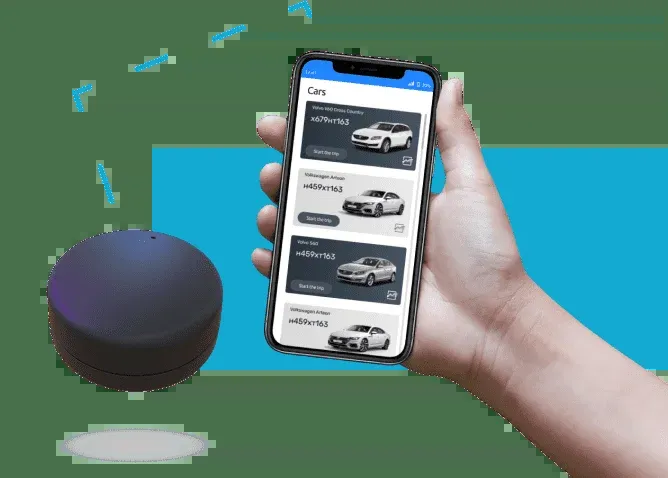 Cars
Volvo V60 Cross Country
х679нт163
Start the trip
Volkswagen Arteon
н459хт163
Start the trip
Volvo S60
н459хт163
Start the trip
Volkswagen Arteon
н459хт163